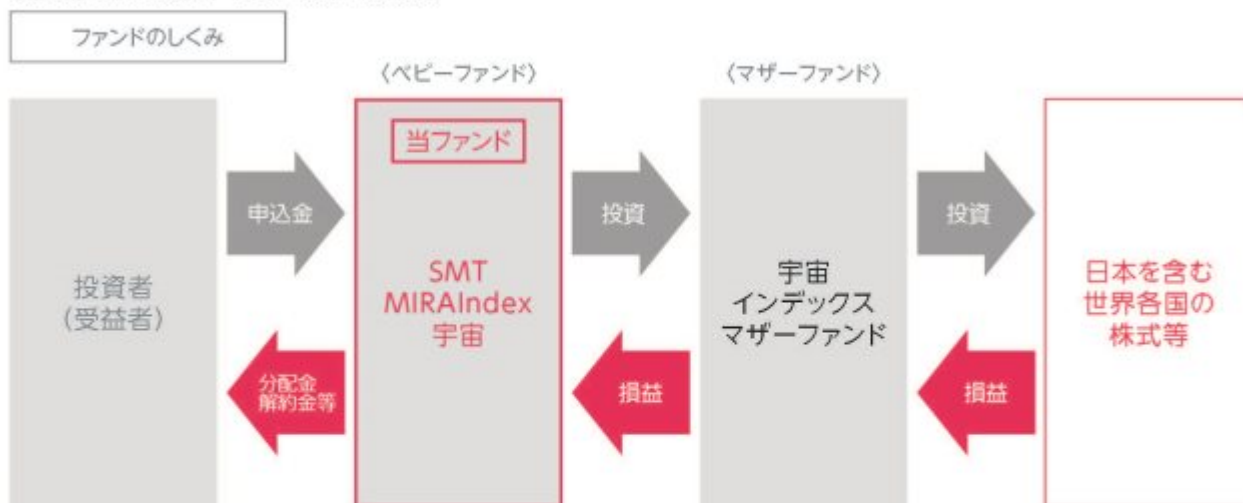 ファンドのしくみ
〈ベビーファンド〉
〈マザーファンド〉
投資者
(受益者)
申込金
分配金
解約金等
当ファンド
SMT
MIRAIndex
宇宙
投資
損益
宇宙
インデックス
マザーファンド
投資
損益
日本を含む
世界各国の
株式等